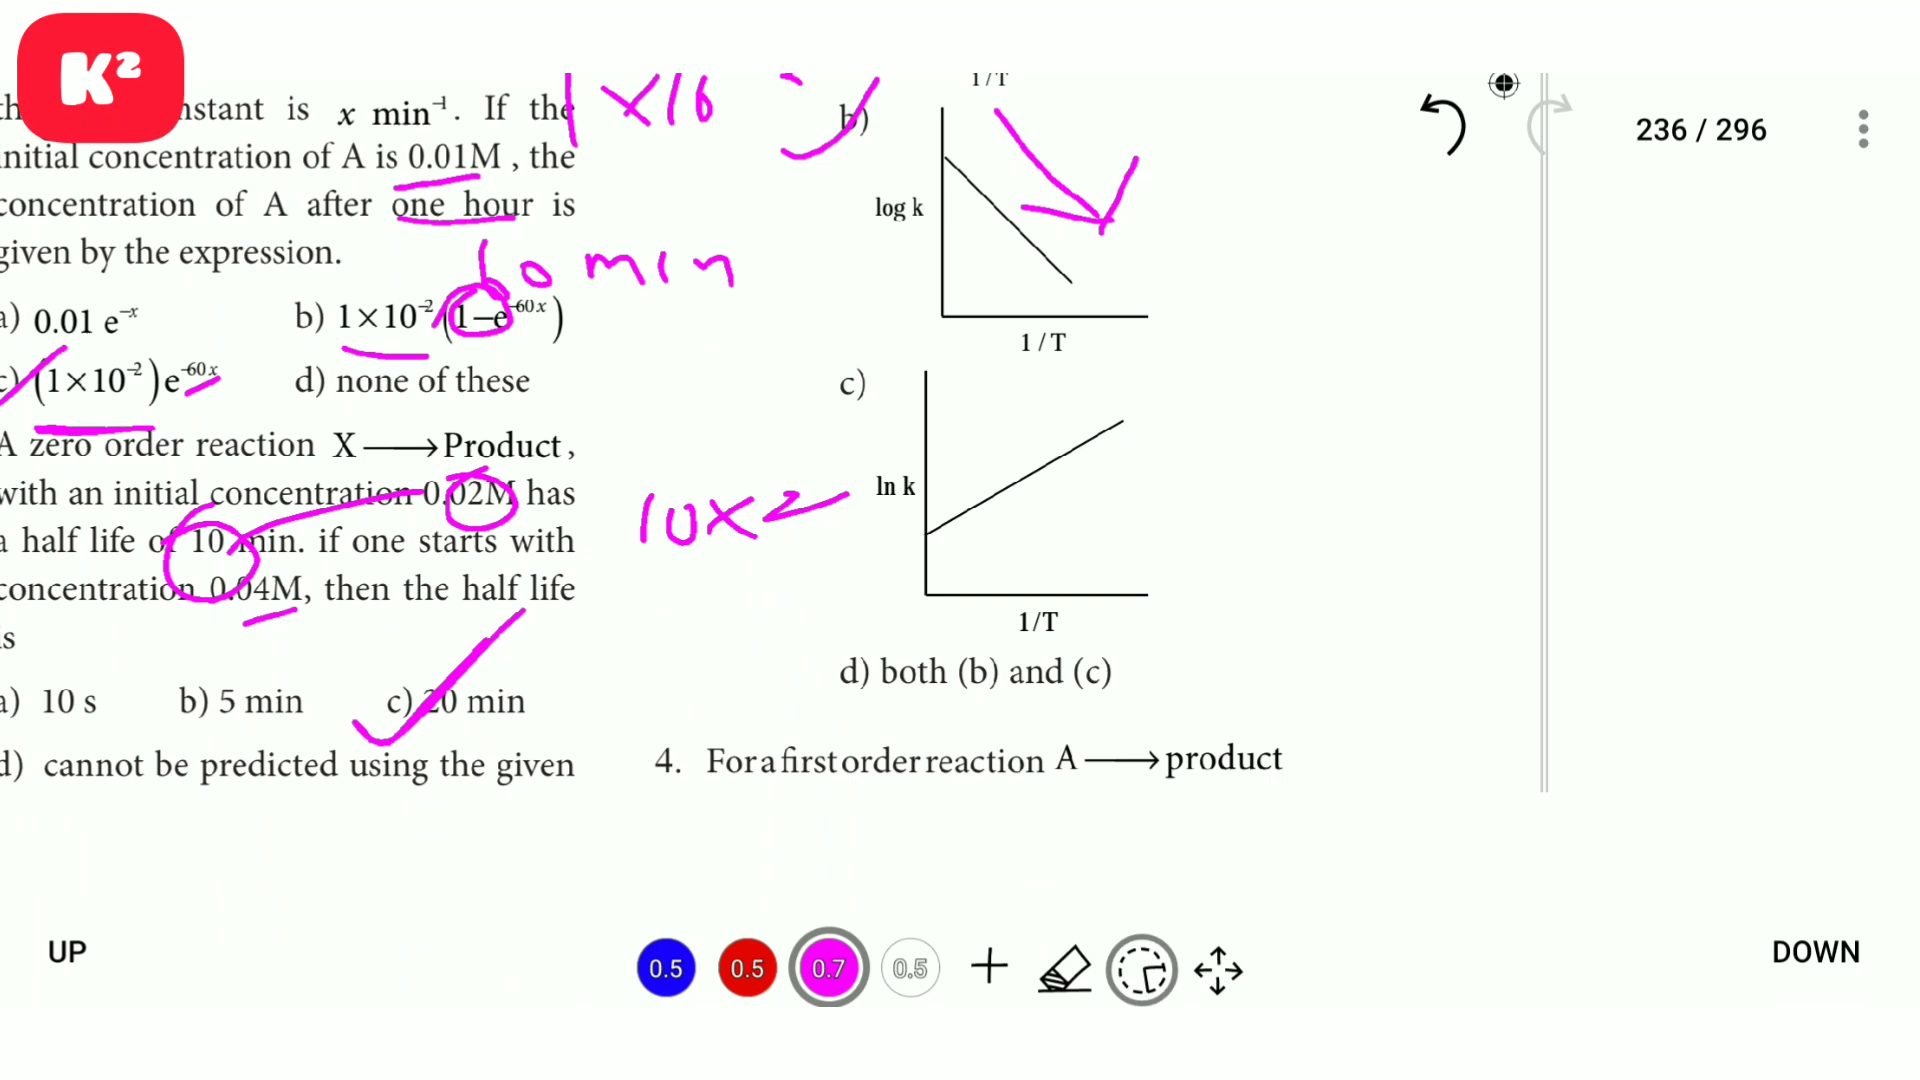 K²
nstant is x min⁻¹. If the
initial concentration of A is 0.01M , the
concentration of A after one hour is
given by the expression.
60 min
a) 0.01 e⁻ˣ b) 1×10⁻²(1−e⁻⁶⁰ˣ)
c) (1×10⁻²)e⁻⁶⁰ˣ d) none of these
A zero order reaction X⟶Product,
with an initial concentration 0.02M has
a half life of 10 min. if one starts with
concentration 0.04M, then the half life
is
a) 10 s b) 5 min c) 20 min
d) cannot be predicted using the given
1/T
b)
log k
1/T
c)
ln k
10×2
1/T
d) both (b) and (c)
4. For a first order reaction A⟶product
236 / 296
UP
0.5 0.5 0.7 0.5
DOWN